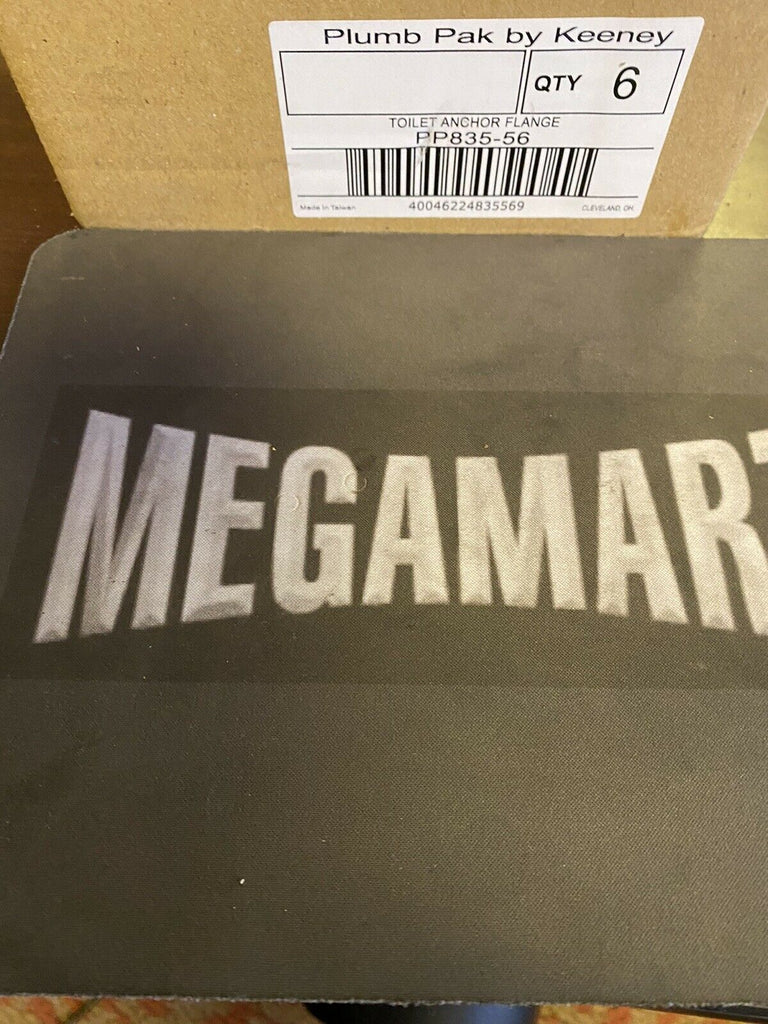 Plumb Pak by Keeney
QTY 6
TOILET ANCHOR FLANGE
PP835-56
Made In Taiwan 40046224835569 CLEVELAND, OH.
MEGAMART